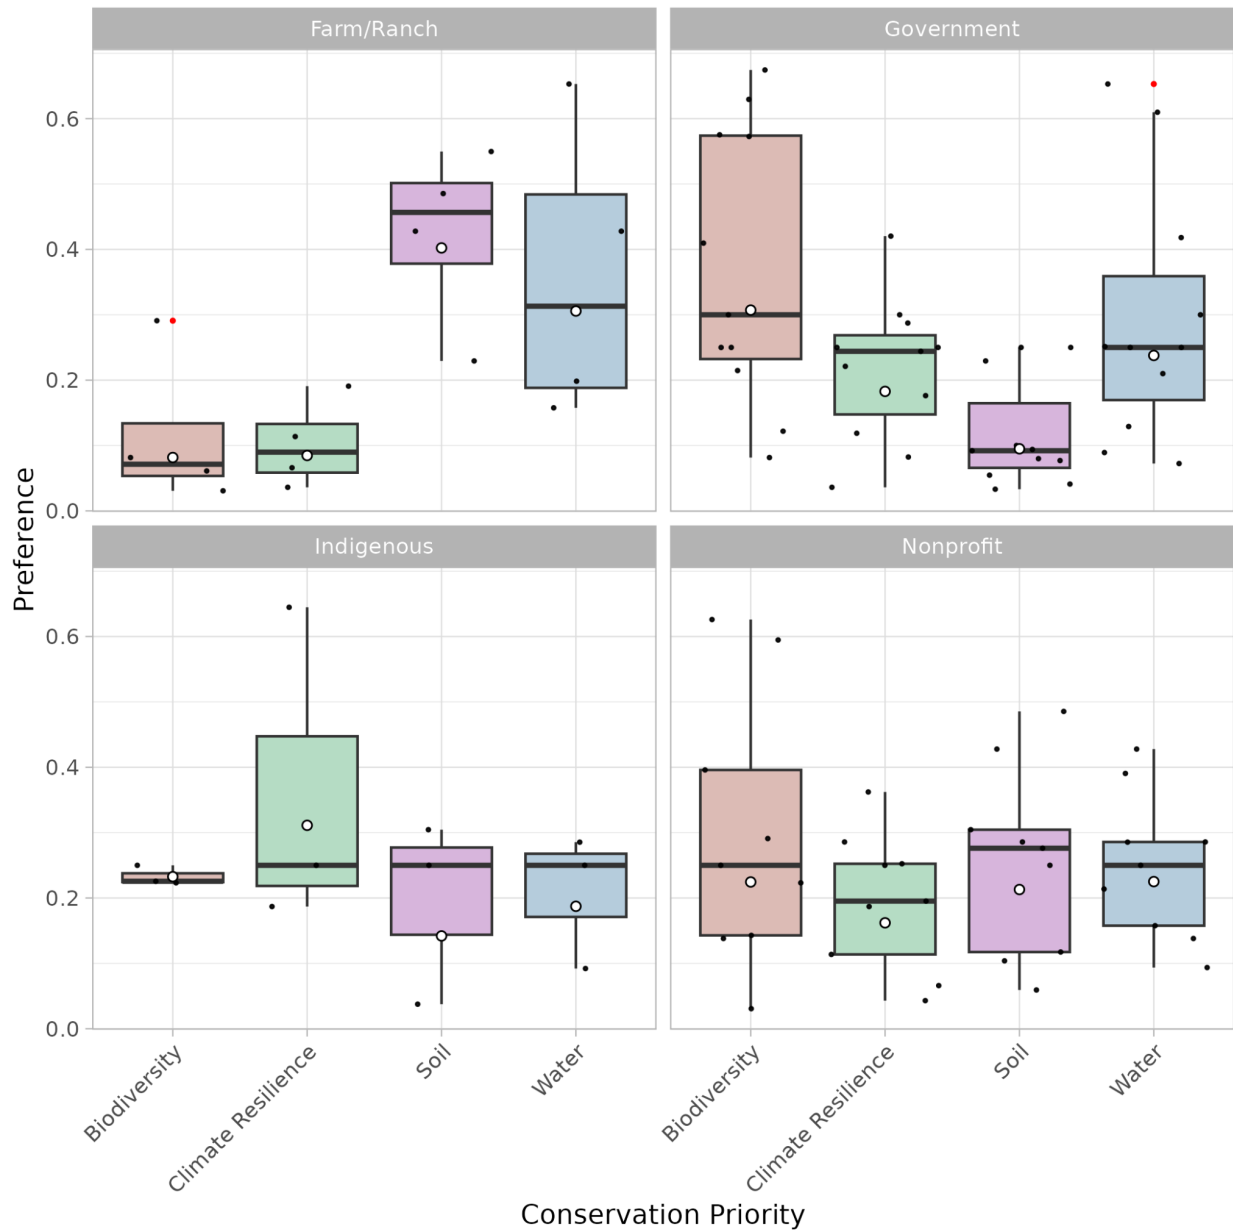 Farm/Ranch
Government
0.6
0.4
0.2
0.0
Indigenous
Nonprofit
0.6
0.4
0.2
0.0
Preference
Biodiversity
Climate Resilience
Soil
Water
Biodiversity
Climate Resilience
Soil
Water
Conservation Priority